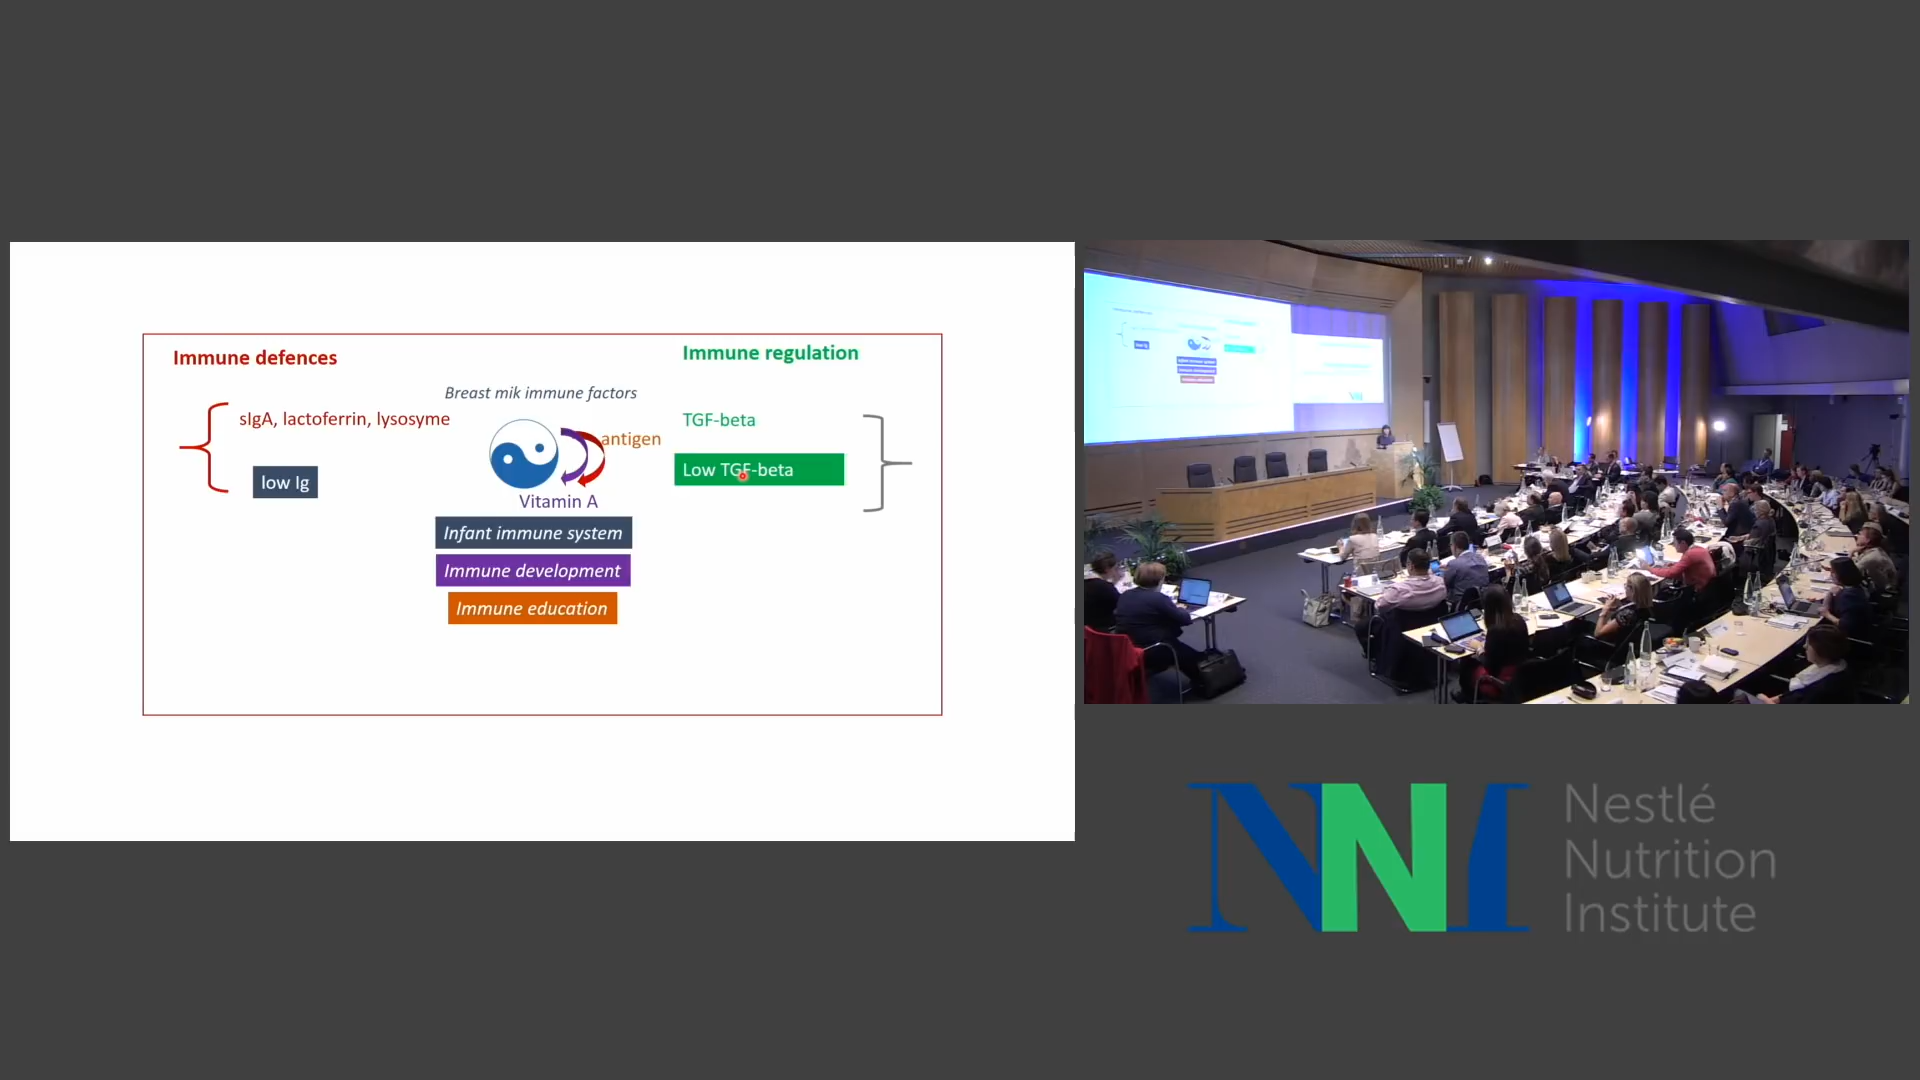 Immune defences
Immune regulation
Breast mik immune factors
sIgA, lactoferrin, lysosyme
TGF-beta
antigen
low Ig
Low TGF-beta
Vitamin A
Infant immune system
Immune development
Immune education
NNI
Nestlé
Nutrition
Institute